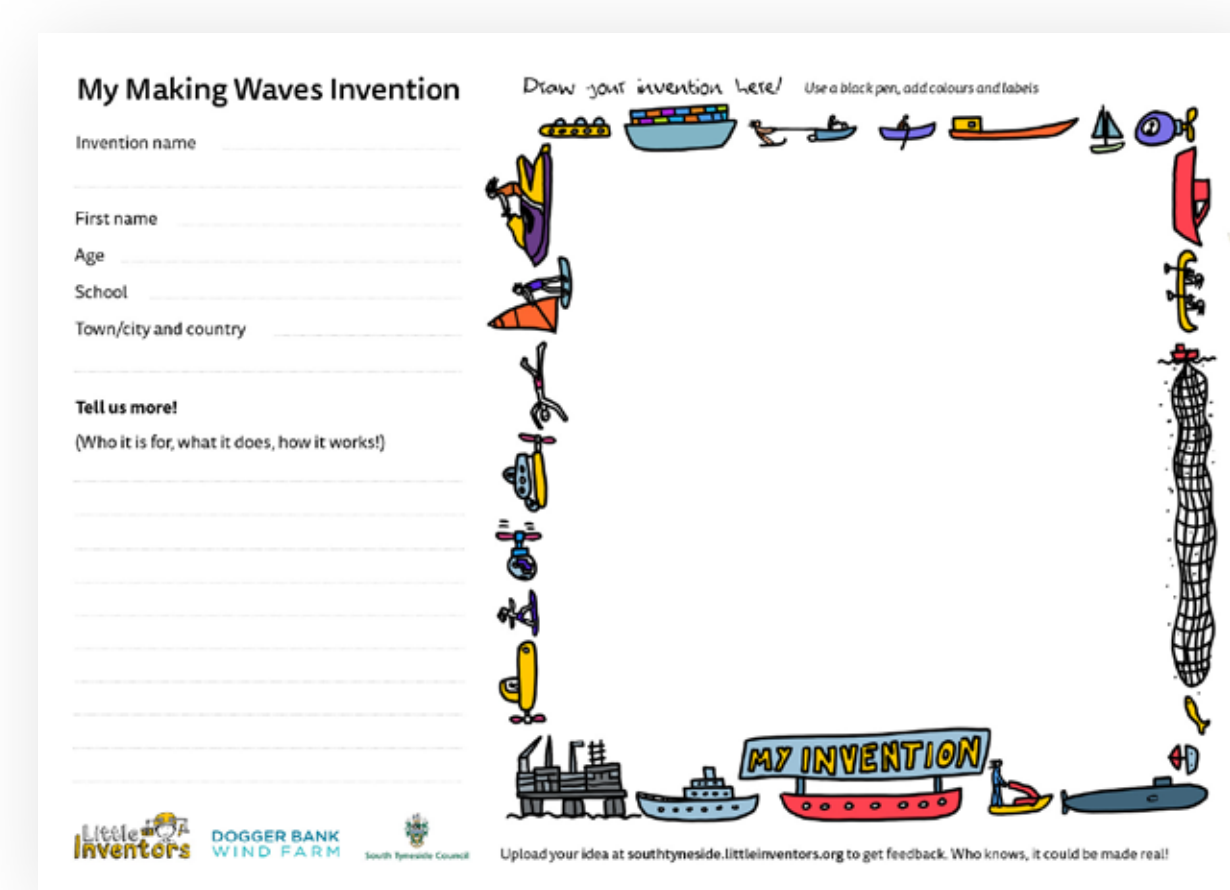 My Making Waves Invention
Invention name
First name
Age
School
Town/city and country
Tell us more!
(Who it is for, what it does, how it works!)
Little
inventors
DOGGER BANK
WIND FARM
South Tyneside Council
Draw your invention here!
Use a black pen, add colours and labels
MY INVENTION
Upload your idea at southtyneside.littleinventors.org to get feedback. Who knows, it could be made real!